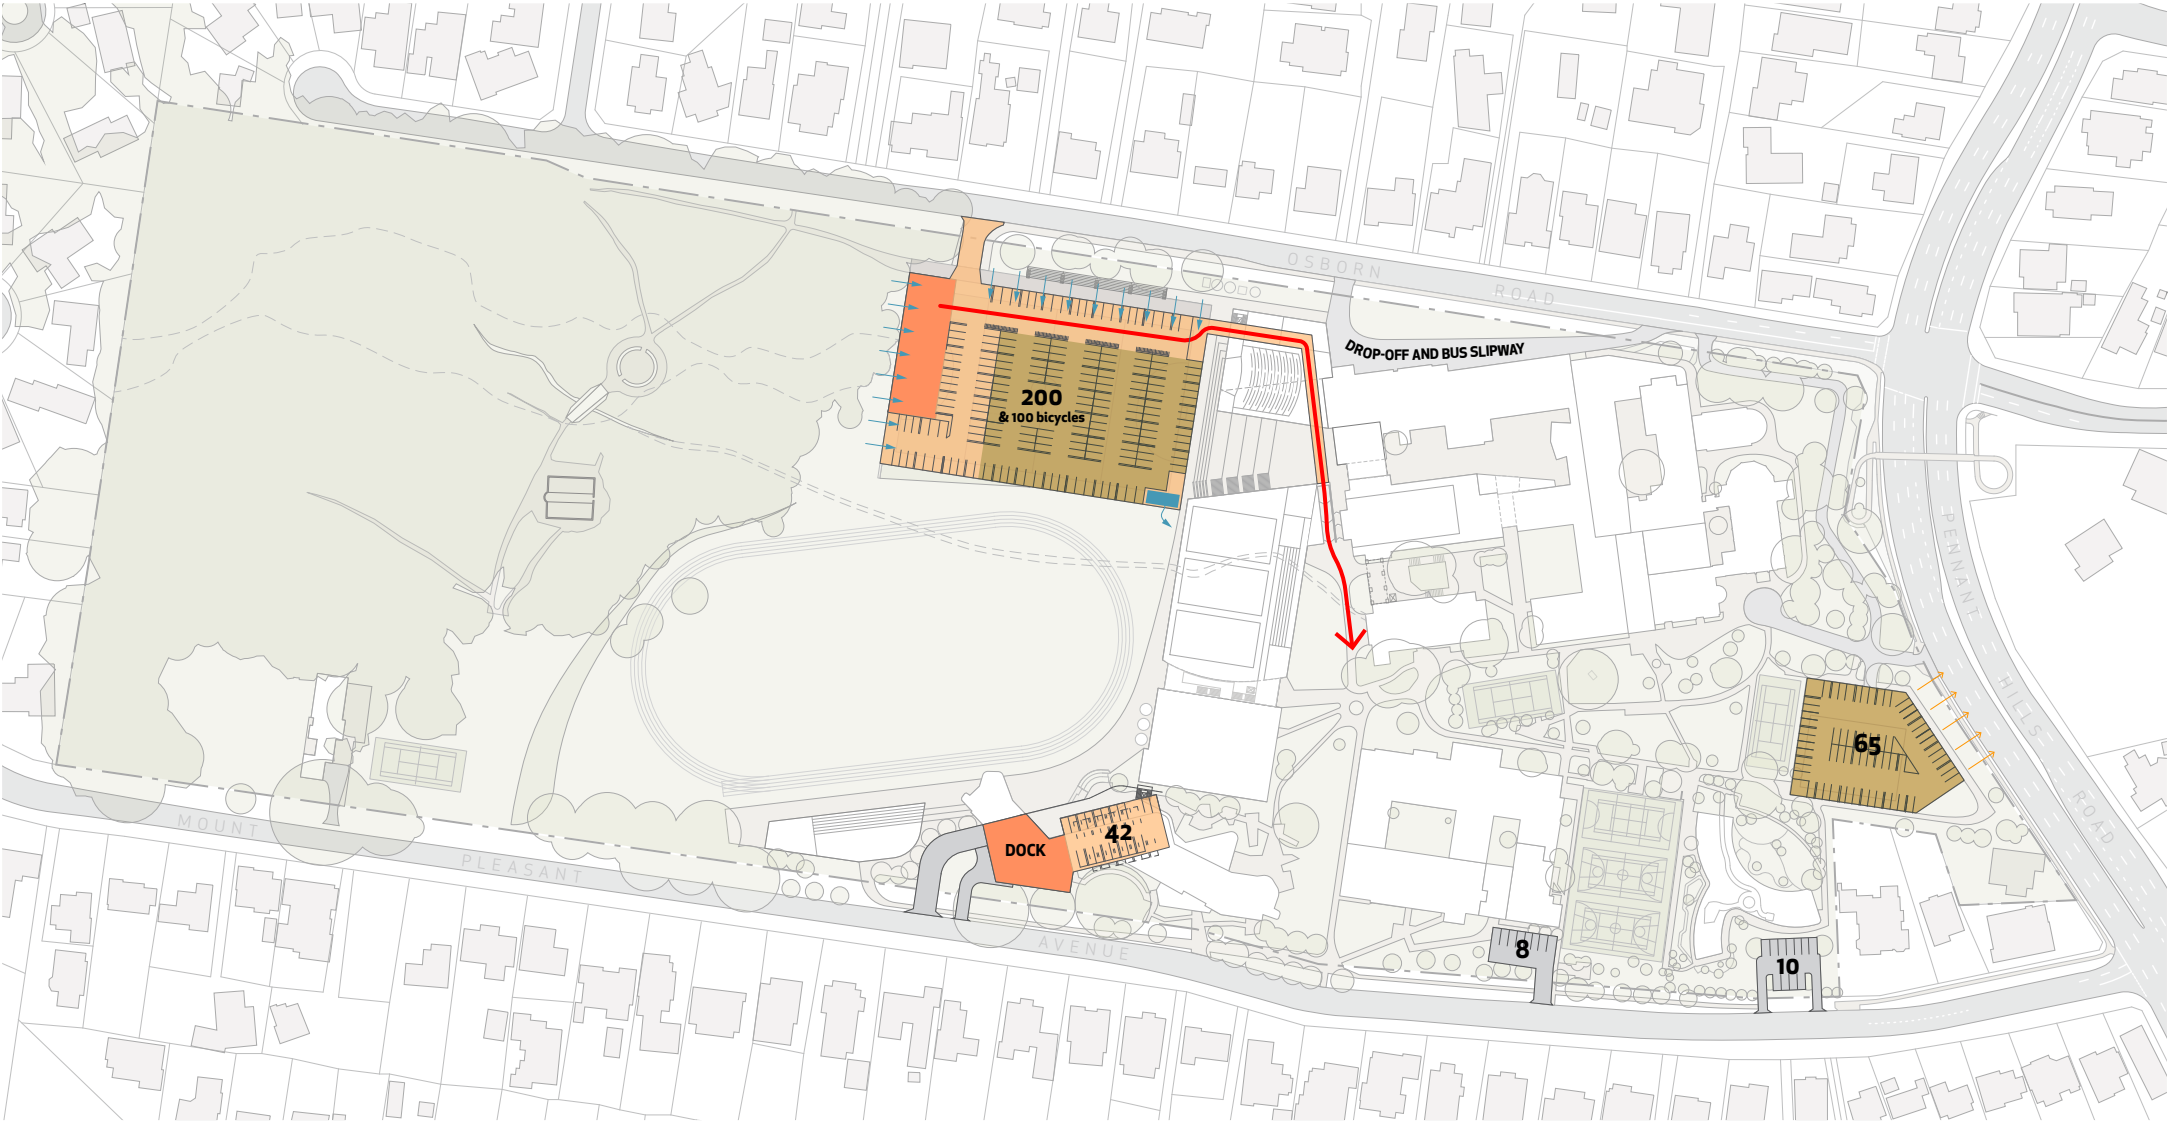 OSBORN
ROAD
DROP-OFF AND BUS SLIPWAY
200
& 100 bicycles
PENNANT
HILLS
ROAD
65
42
DOCK
MOUNT
PLEASANT
AVENUE
8
10